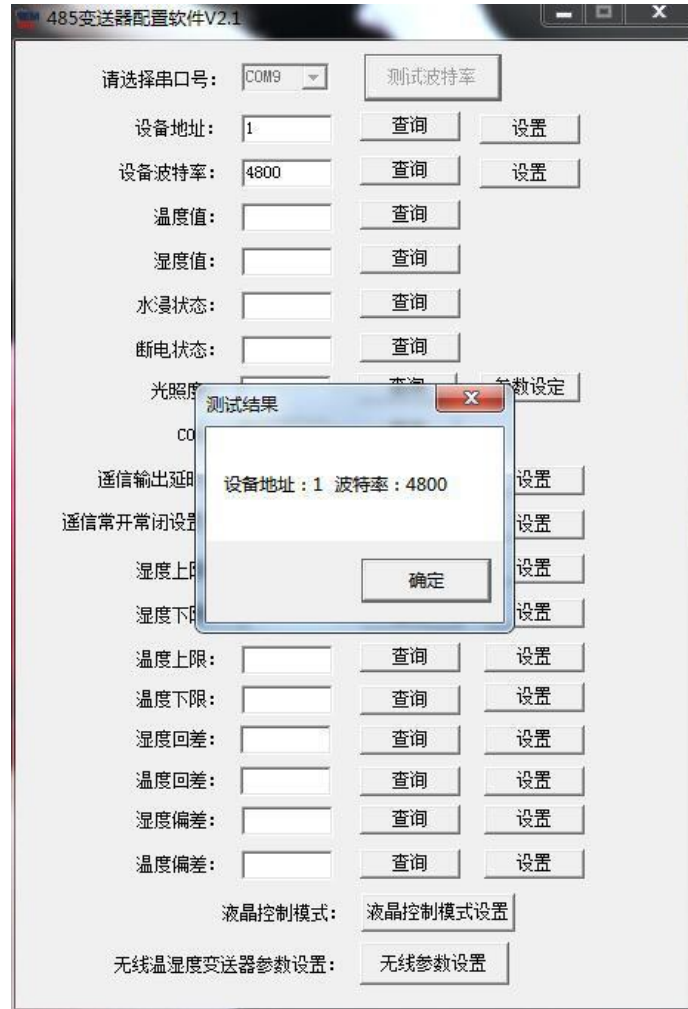 485变送器配置软件V2.1
请选择串口号： COM9 测试波特率
设备地址： 1 查询 设置
设备波特率： 4800 查询 设置
温度值： 查询
湿度值： 查询
水浸状态： 查询
断电状态： 查询
光照度 参数设定
测试结果
CO
设备地址：1 波特率：4800
遥信输出延时 设置
遥信常开常闭设置 设置
湿度上限 设置
确定
湿度下限 设置
温度上限： 查询 设置
温度下限： 查询 设置
湿度回差： 查询 设置
温度回差： 查询 设置
湿度偏差： 查询 设置
温度偏差： 查询 设置
液晶控制模式： 液晶控制模式设置
无线温湿度变送器参数设置： 无线参数设置